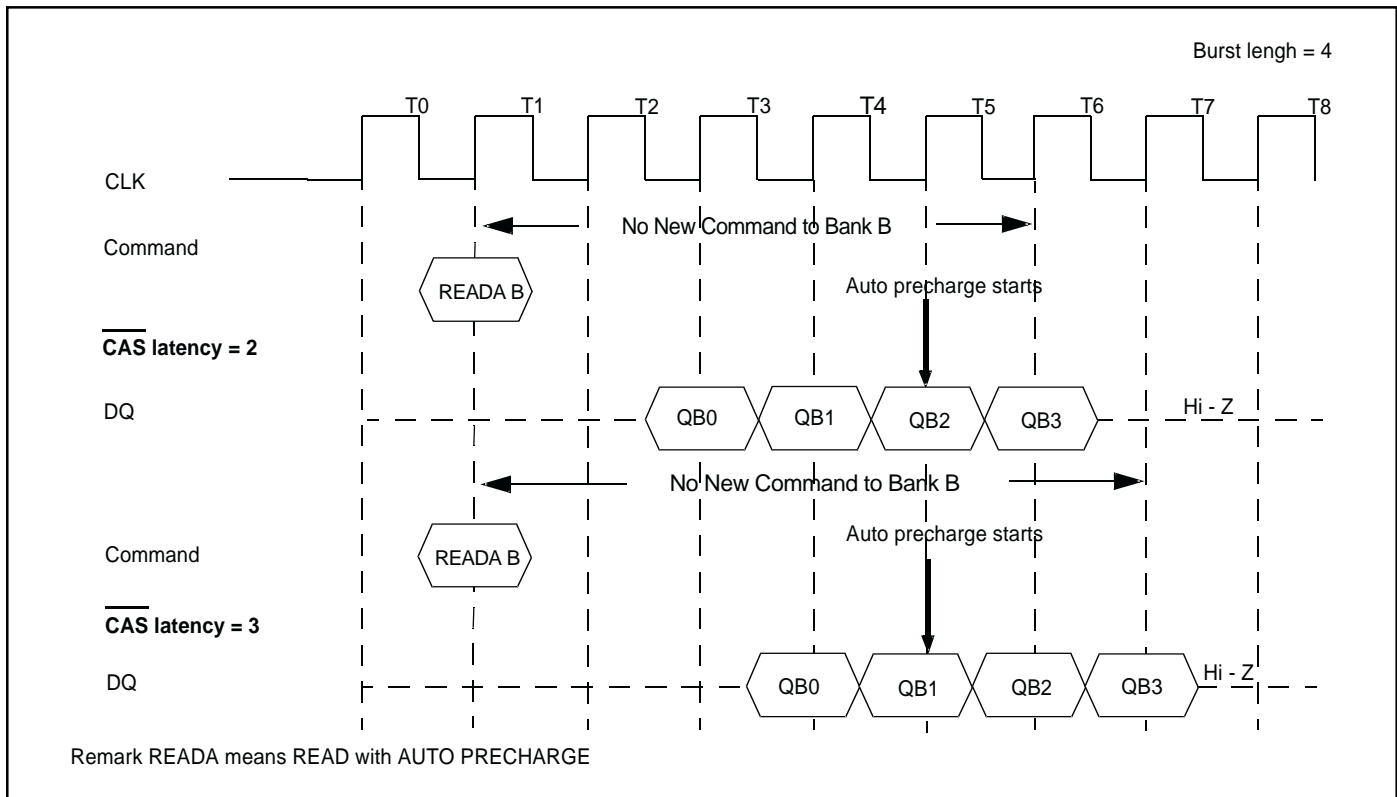 Burst lengh = 4
T0 T1 T2 T3 T4 T5 T6 T7 T8
CLK
No New Command to Bank B
Command
READA B
Auto precharge starts
CAS latency = 2
DQ
QB0 QB1 QB2 QB3 Hi - Z
No New Command to Bank B
Auto precharge starts
Command
READA B
CAS latency = 3
DQ
QB0 QB1 QB2 QB3 Hi - Z
Remark READA means READ with AUTO PRECHARGE